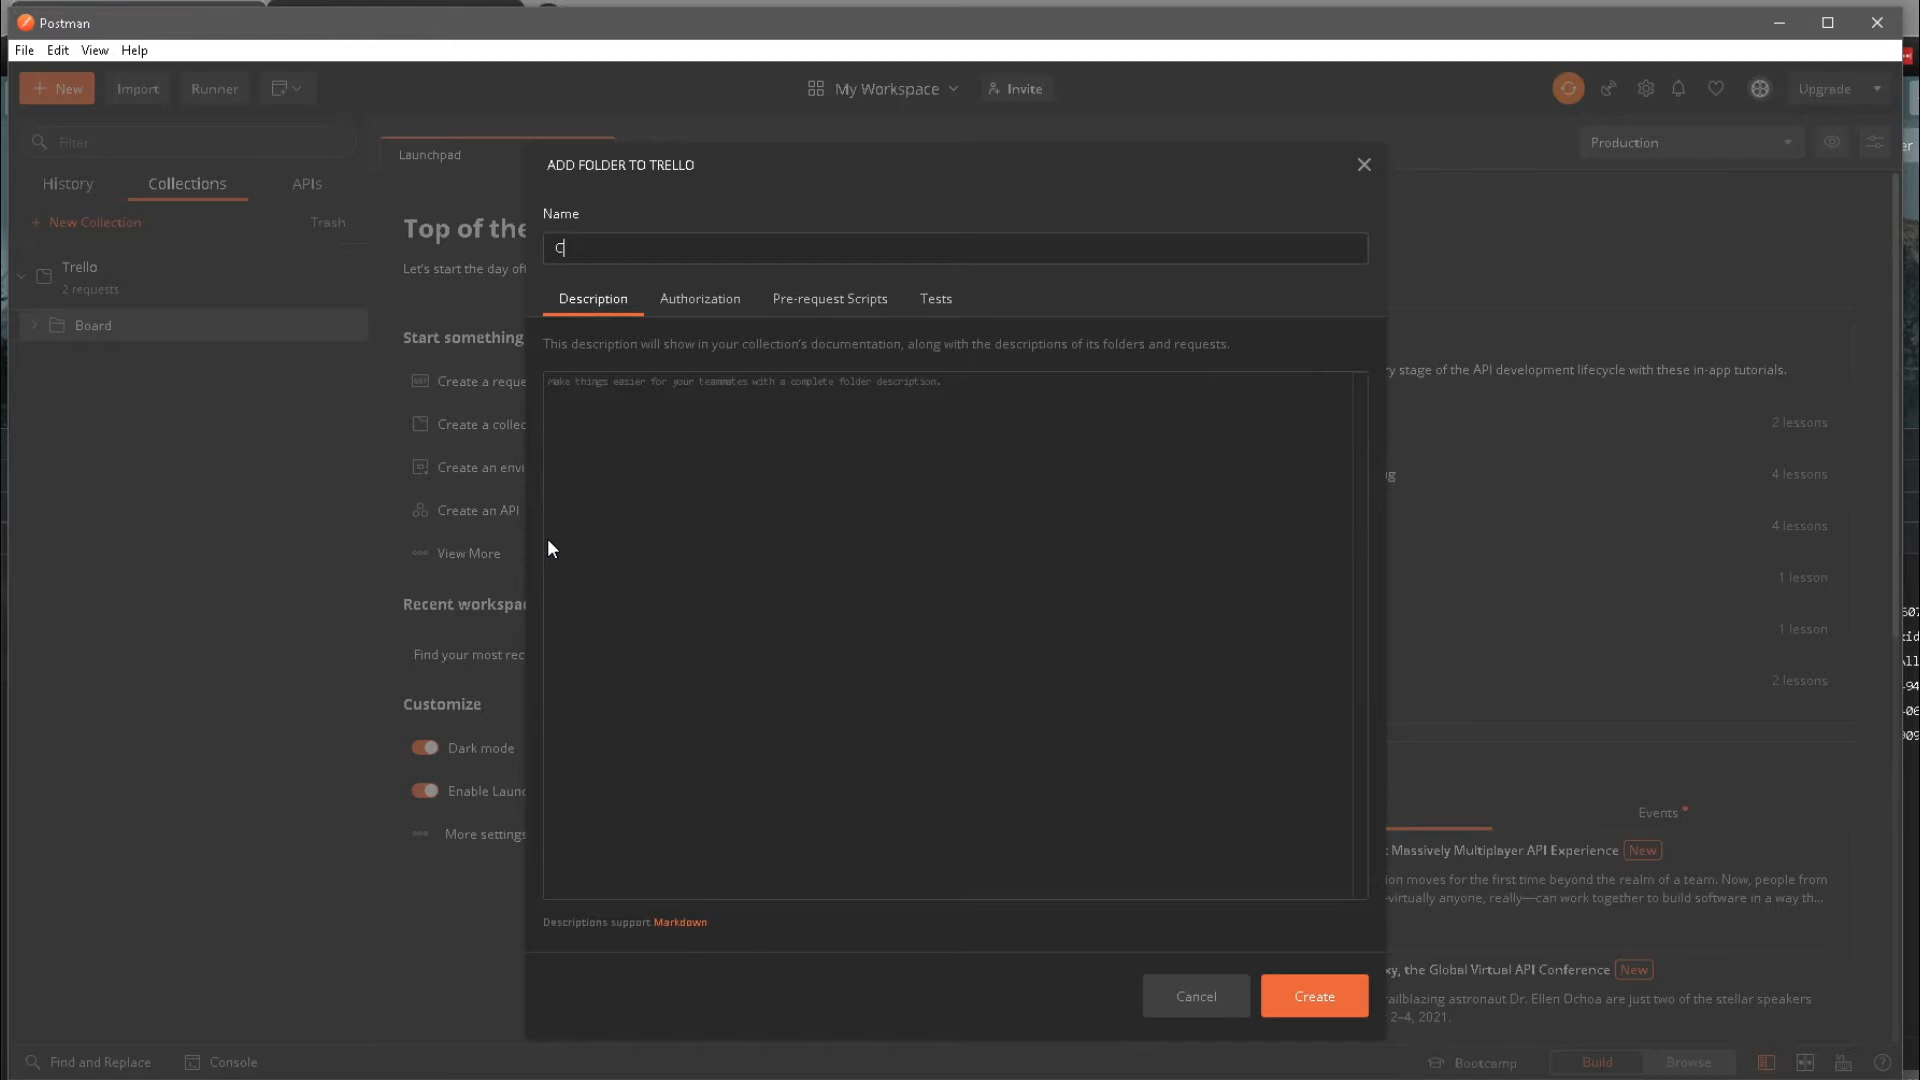 Postman
File Edit View Help
New Import Runner My Workspace Invite Upgrade
Filter
Launchpad
Production
History Collections APIs
+ New Collection Trash
Trello
2 requests
Board
Top of the
Let's start the day
Start something
Create a reque
Create a collec
Create an envi
Create an API
View More
Recent workspa
Find your most rec
Customize
Dark mode
Enable Laun
More settings
ADD FOLDER TO TRELLO
Name
C
Description Authorization Pre-request Scripts Tests
This description will show in your collection's documentation, along with the descriptions of its folders and requests.
Make things easier for your teammates with a complete folder description.
Descriptions support Markdown
Cancel Create
ry stage of the API development lifecycle with these in-app tutorials.
2 lessons
4 lessons
4 lessons
1 lesson
1 lesson
2 lessons
Events
Massively Multiplayer API Experience New
ion moves for the first time beyond the realm of a team. Now, people from
-virtually anyone, really—can work together to build software in a way th...
xy, the Global Virtual API Conference New
railblazing astronaut Dr. Ellen Ochoa are just two of the stellar speakers
2–4, 2021.
Find and Replace Console
Bootcamp Build Browse